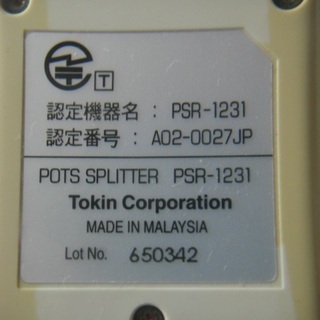 T
認定機器名 : PSR-1231
認定番号 : A02-0027JP
POTS SPLITTER PSR-1231
Tokin Corporation
MADE IN MALAYSIA
Lot No. 650342